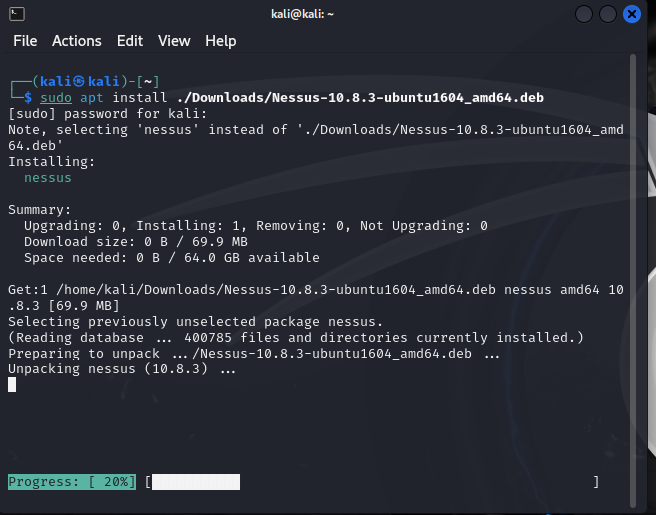 kali@kali: ~
File Actions Edit View Help
┌──(kali㉿kali)-[~]
└─$ sudo apt install ./Downloads/Nessus-10.8.3-ubuntu1604_amd64.deb
[sudo] password for kali:
Note, selecting 'nessus' instead of './Downloads/Nessus-10.8.3-ubuntu1604_amd
64.deb'
Installing:
nessus
Summary:
Upgrading: 0, Installing: 1, Removing: 0, Not Upgrading: 0
Download size: 0 B / 69.9 MB
Space needed: 0 B / 64.0 GB available
Get:1 /home/kali/Downloads/Nessus-10.8.3-ubuntu1604_amd64.deb nessus amd64 10
.8.3 [69.9 MB]
Selecting previously unselected package nessus.
(Reading database ... 400785 files and directories currently installed.)
Preparing to unpack .../Nessus-10.8.3-ubuntu1604_amd64.deb ...
Unpacking nessus (10.8.3) ...
Progress: [ 20%] [ ]